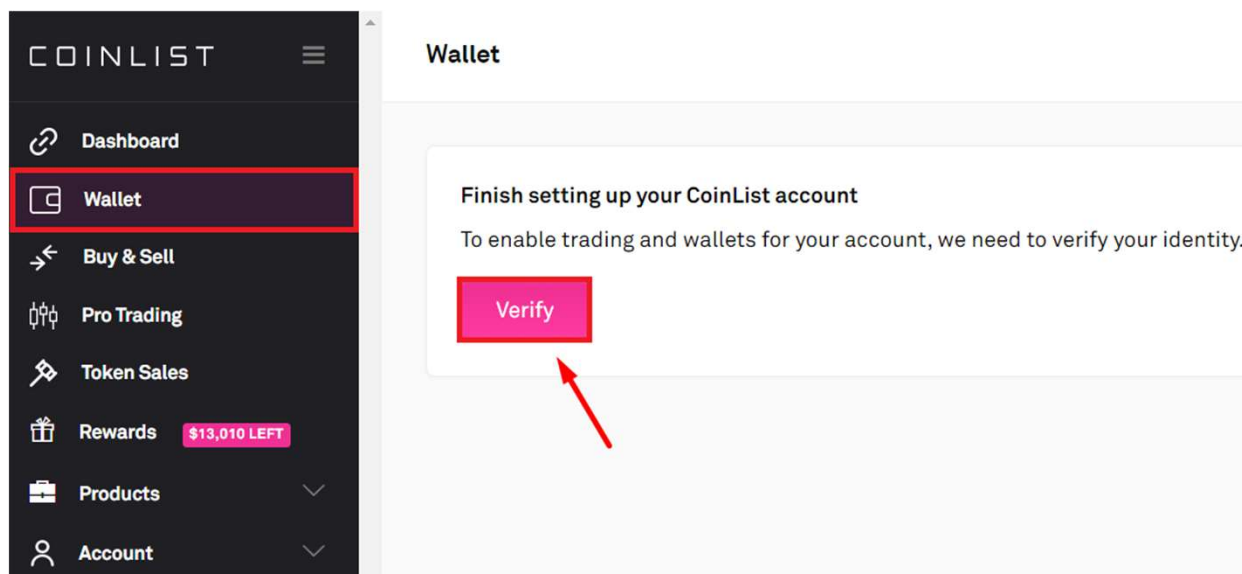 COINLIST
Dashboard
Wallet
Buy & Sell
Pro Trading
Token Sales
Rewards $13,010 LEFT
Products
Account
Wallet
Finish setting up your CoinList account
To enable trading and wallets for your account, we need to verify your identity.
Verify